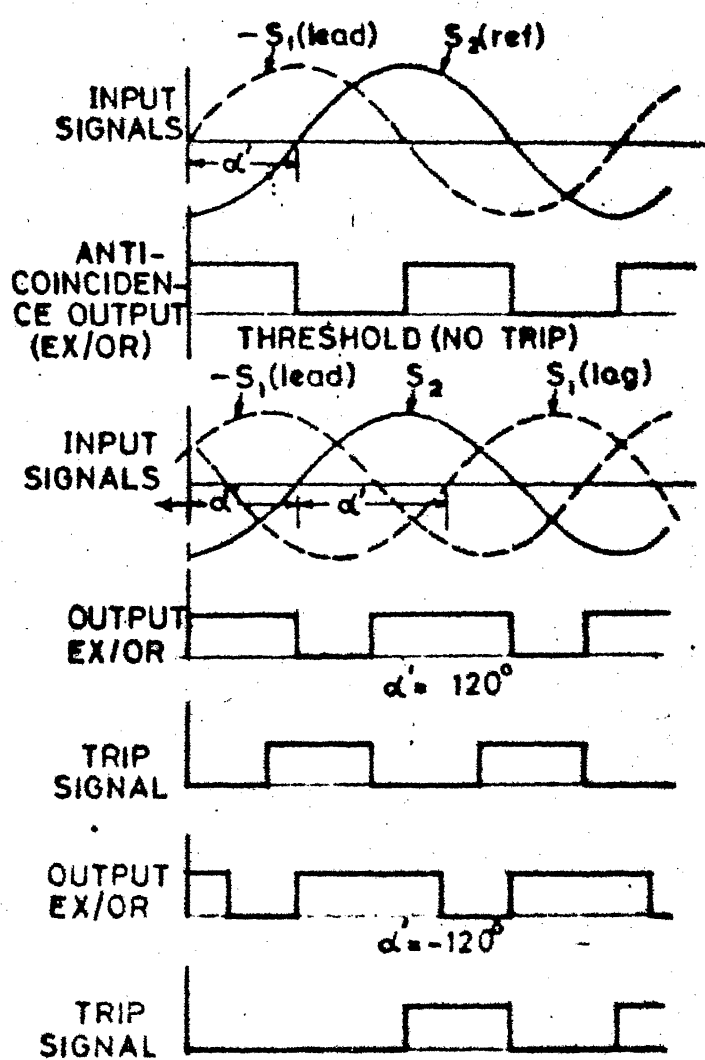 -S₁(lead) S₂(ref)
INPUT
SIGNALS
α'
ANTI-
COINCIDEN-
CE OUTPUT
(EX/OR)
THRESHOLD (NO TRIP)
-S₁(lead) S₂ S₁(lag)
INPUT
SIGNALS
α' α'
OUTPUT
EX/OR
α'= 120°
TRIP
SIGNAL
OUTPUT
EX/OR
α'=-120°
TRIP
SIGNAL